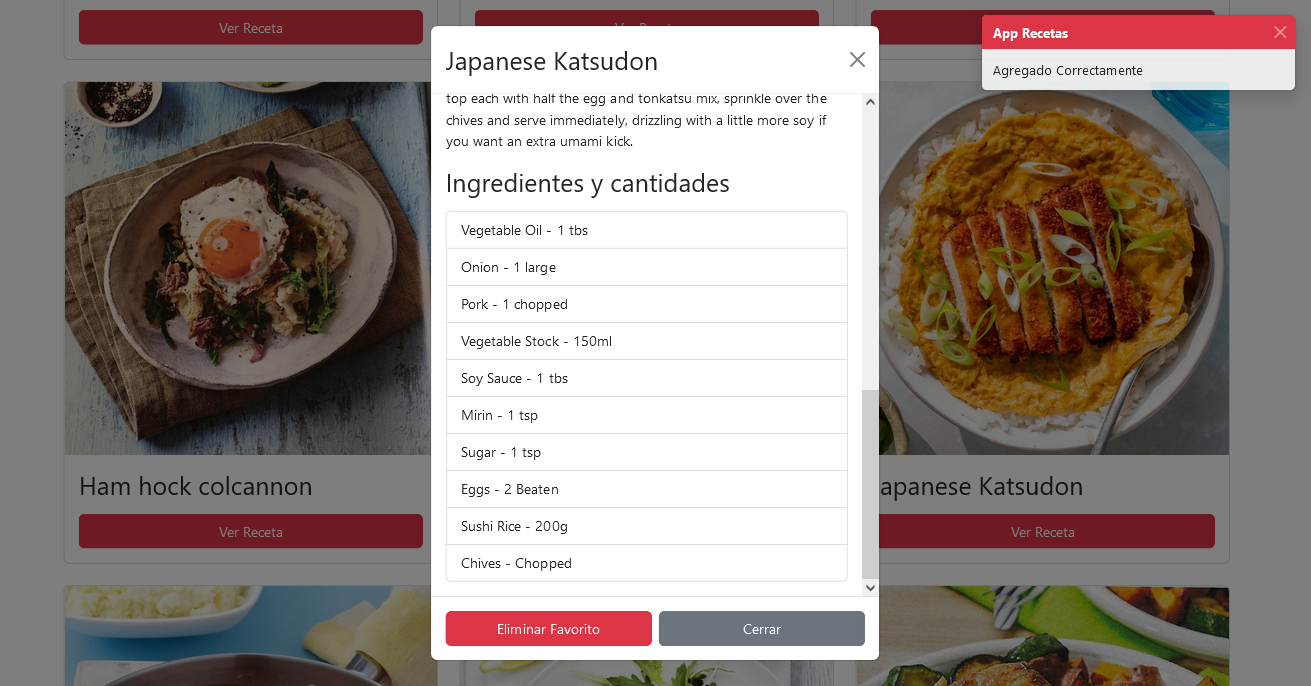 Ver Receta
Ver Receta
App Recetas
Agregado Correctamente
Japanese Katsudon
top each with half the egg and tonkatsu mix, sprinkle over the
chives and serve immediately, drizzling with a little more soy if
you want an extra umami kick.
Ingredientes y cantidades
Vegetable Oil - 1 tbs
Onion - 1 large
Pork - 1 chopped
Vegetable Stock - 150ml
Soy Sauce - 1 tbs
Mirin - 1 tsp
Sugar - 1 tsp
Eggs - 2 Beaten
Sushi Rice - 200g
Chives - Chopped
Eliminar Favorito
Cerrar
Ham hock colcannon
Ver Receta
apanese Katsudon
Ver Receta